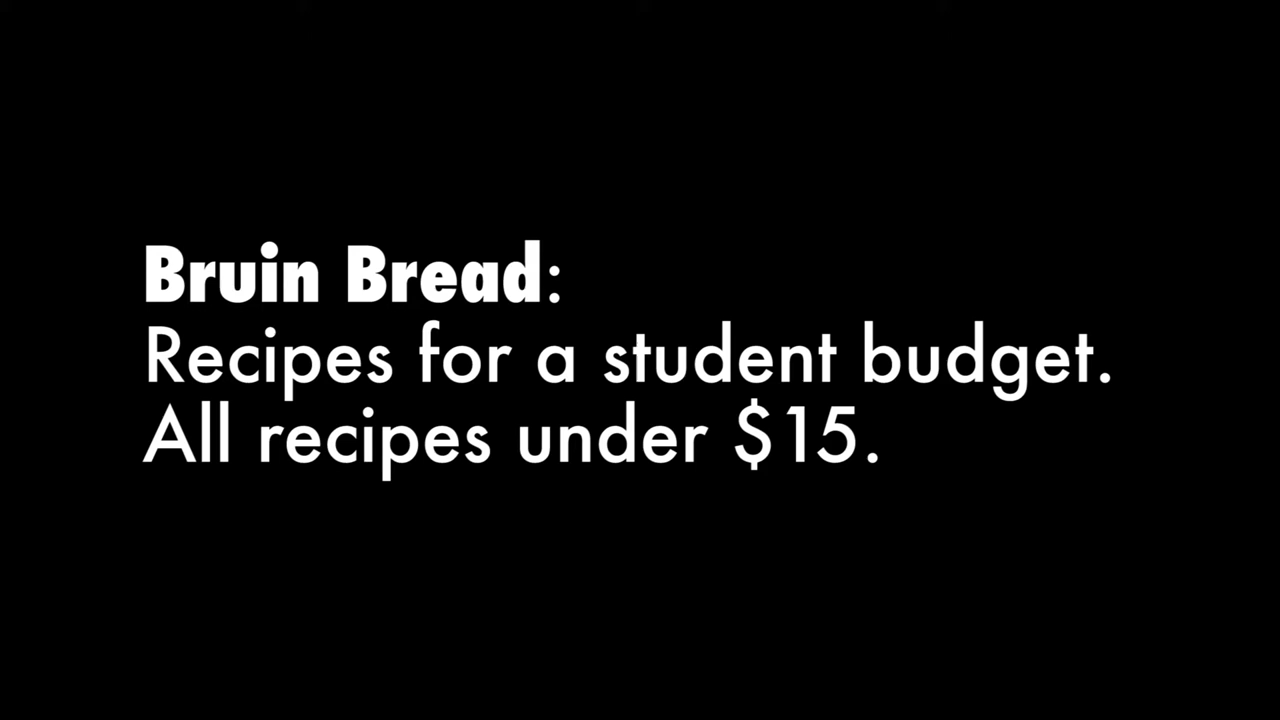 Bruin Bread:
Recipes for a student budget.
All recipes under $15.